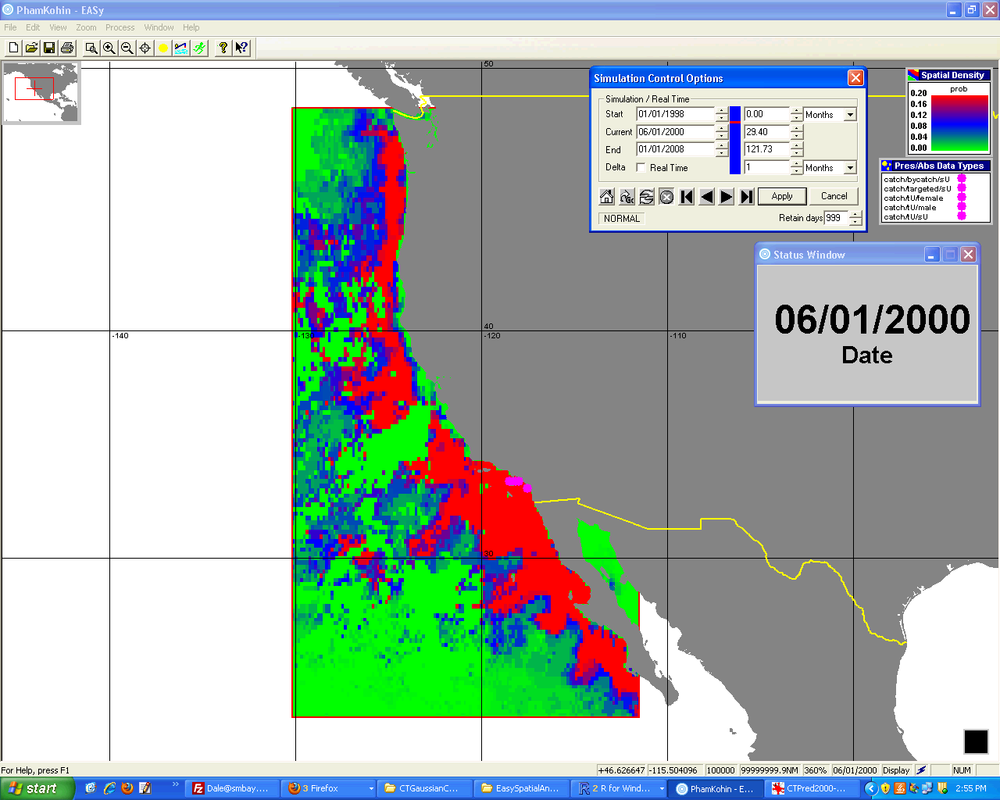 PhamKohin - EASy
File Edit View Zoom Process Window Help
50
40
30
-140
-130
-120
-110
Simulation Control Options
Simulation / Real Time
Start 01/01/1998 0.00 Months
Current 06/01/2000 29.40
End 01/01/2008 121.73
Delta Real Time 1 Months
Apply Cancel
NORMAL Retain days 999
Spatial Density
prob
0.20
0.16
0.12
0.08
0.04
0.00
Pres/Abs Data Types
catch/bycatch/sU
catch/targeted/sU
catch/tU/female
catch/tU/male
catch/tU/sU
Status Window
06/01/2000
Date
For Help, press F1 +46.626647 -115.504096 100000 99999999.9NM 360% 06/01/2000 Display NUM
start Dale@smbay.... 3 Firefox CTGaussianC... EasySpatialAn... 2 R for Wind... PhamKohin - E... CTPred2000-... 2:55 PM